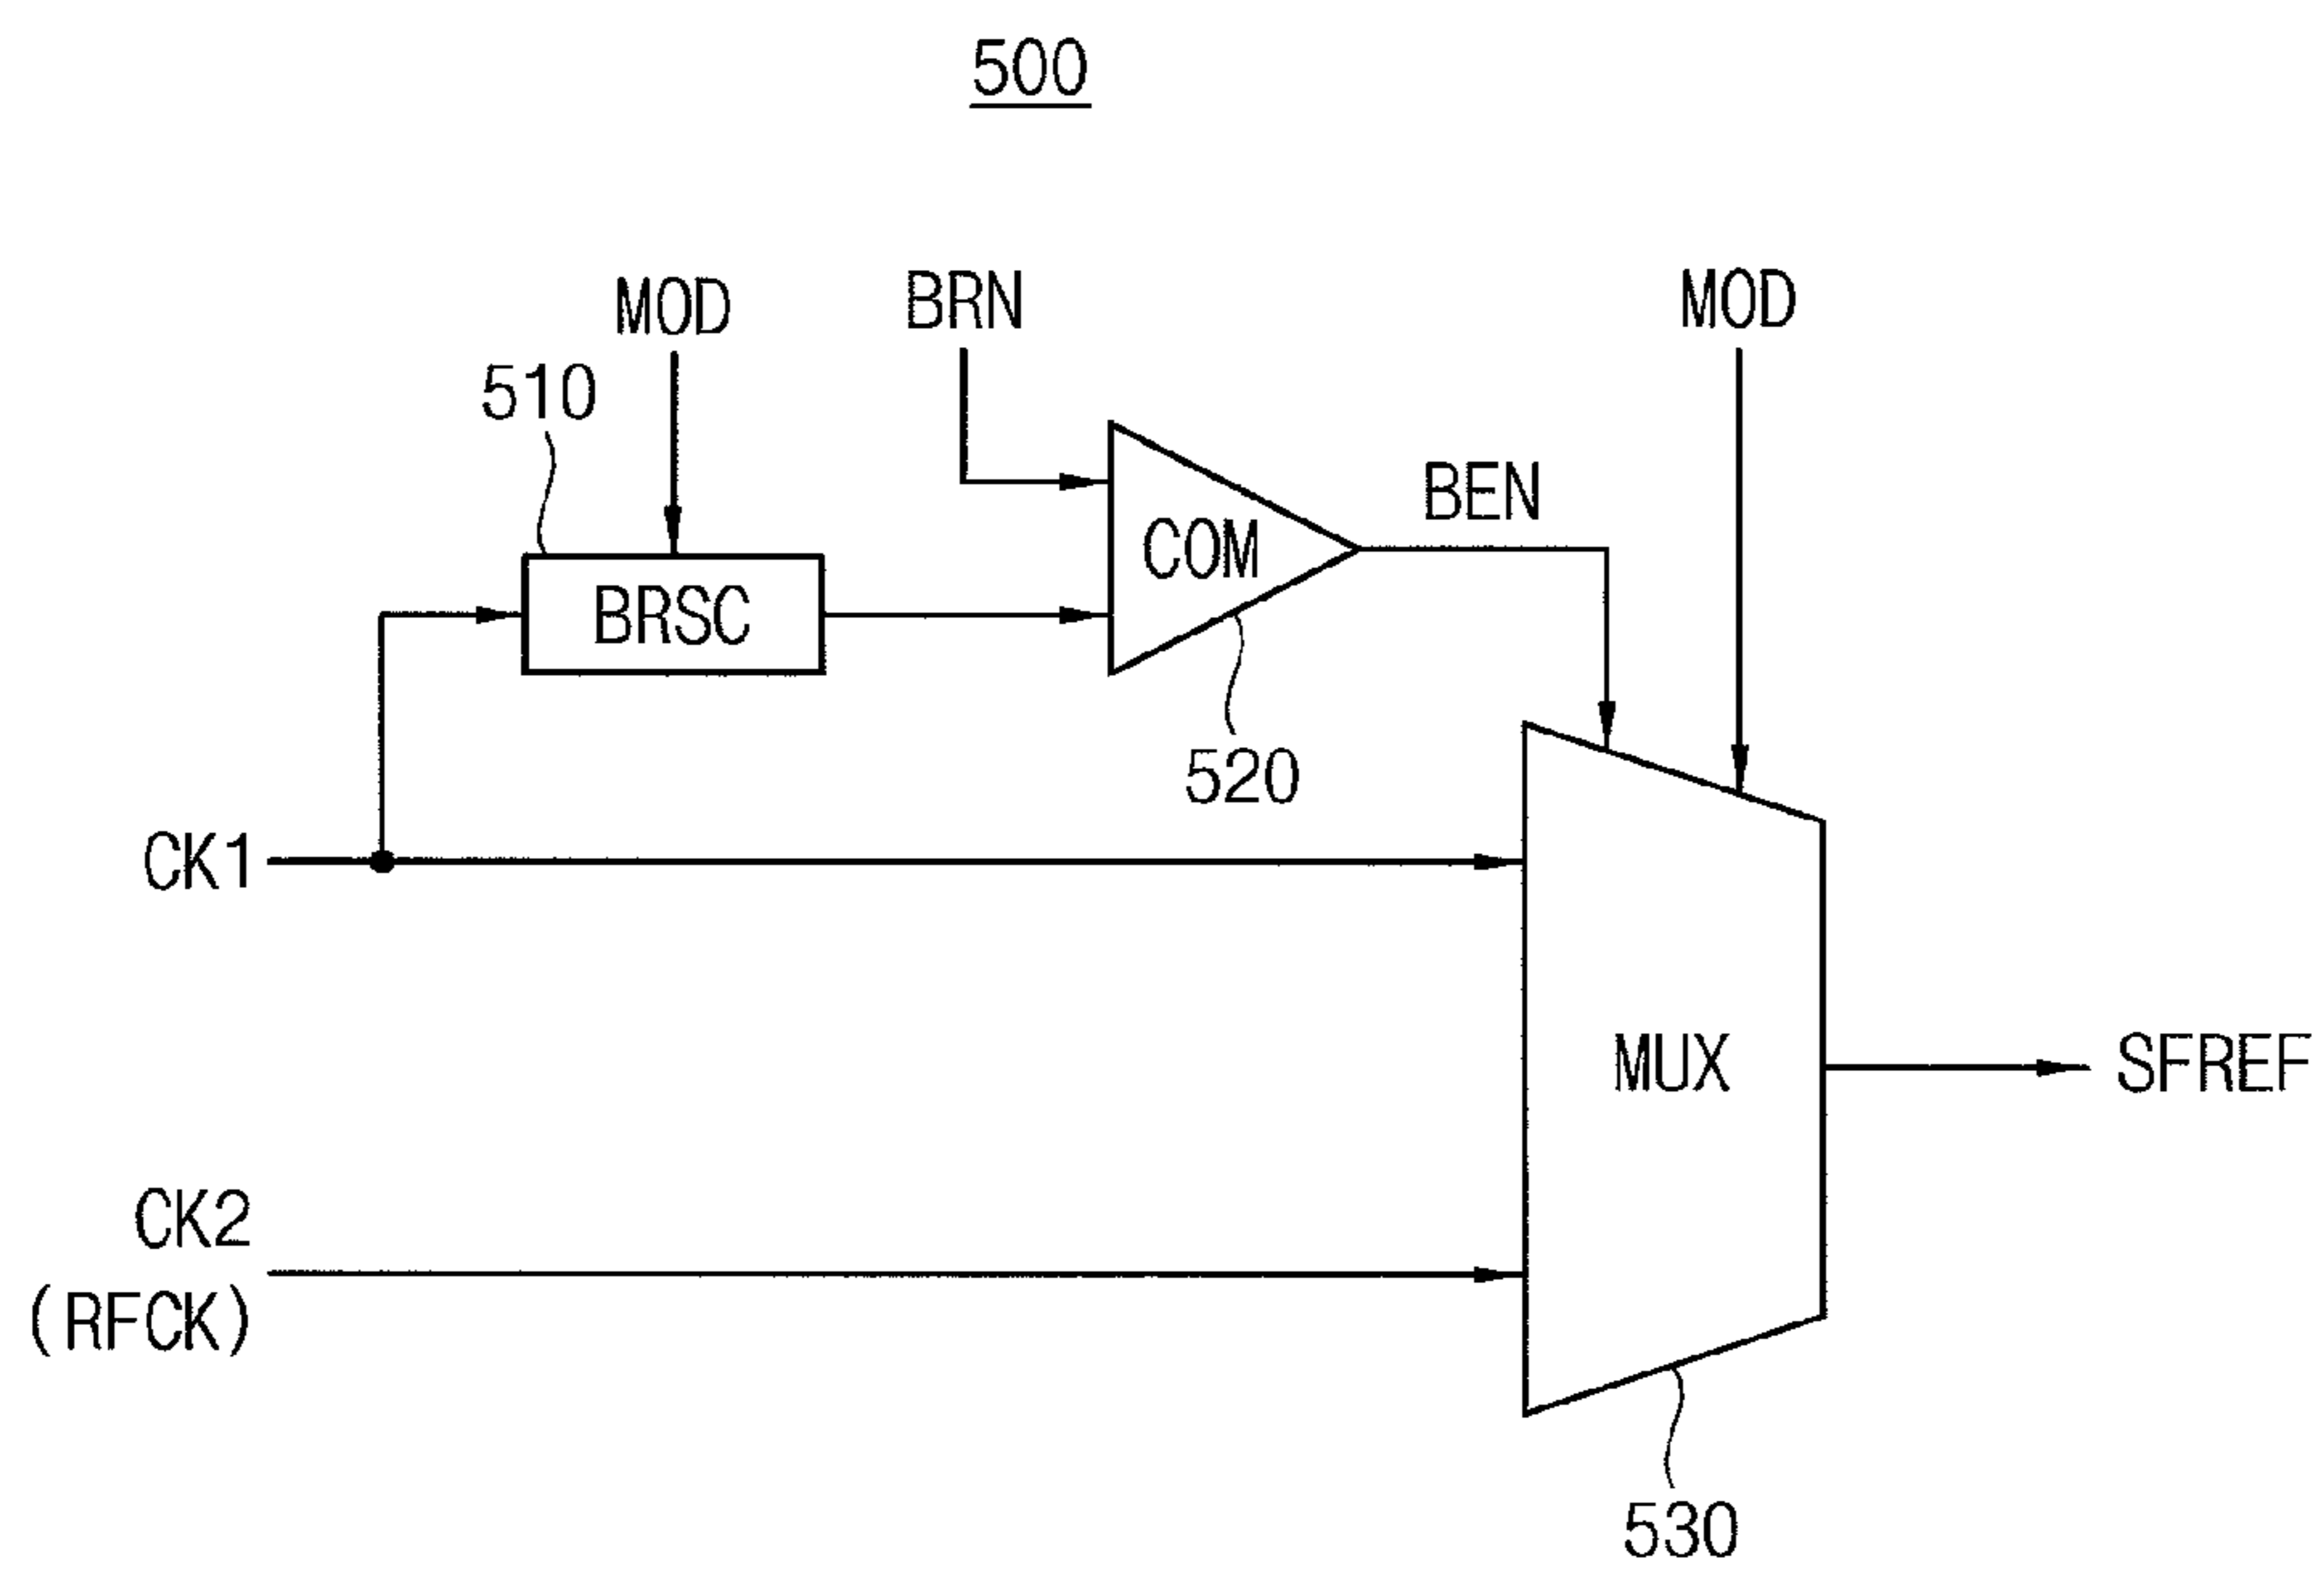 500
MOD
BRN
MOD
510
BEN
COM
BRSC
520
CK1
MUX
SFREF
CK2
(RFCK)
530